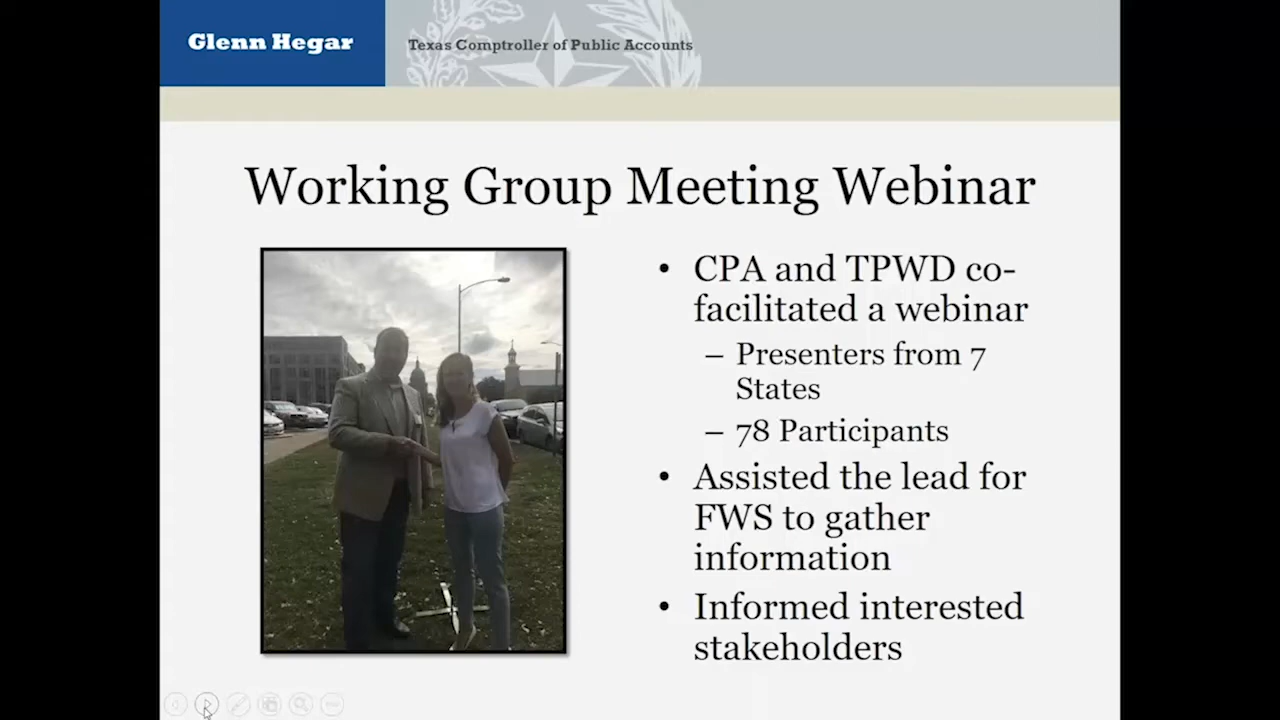 Glenn Hegar
Texas Comptroller of Public Accounts
Working Group Meeting Webinar
• CPA and TPWD co-
facilitated a webinar
– Presenters from 7
States
– 78 Participants
• Assisted the lead for
FWS to gather
information
• Informed interested
stakeholders